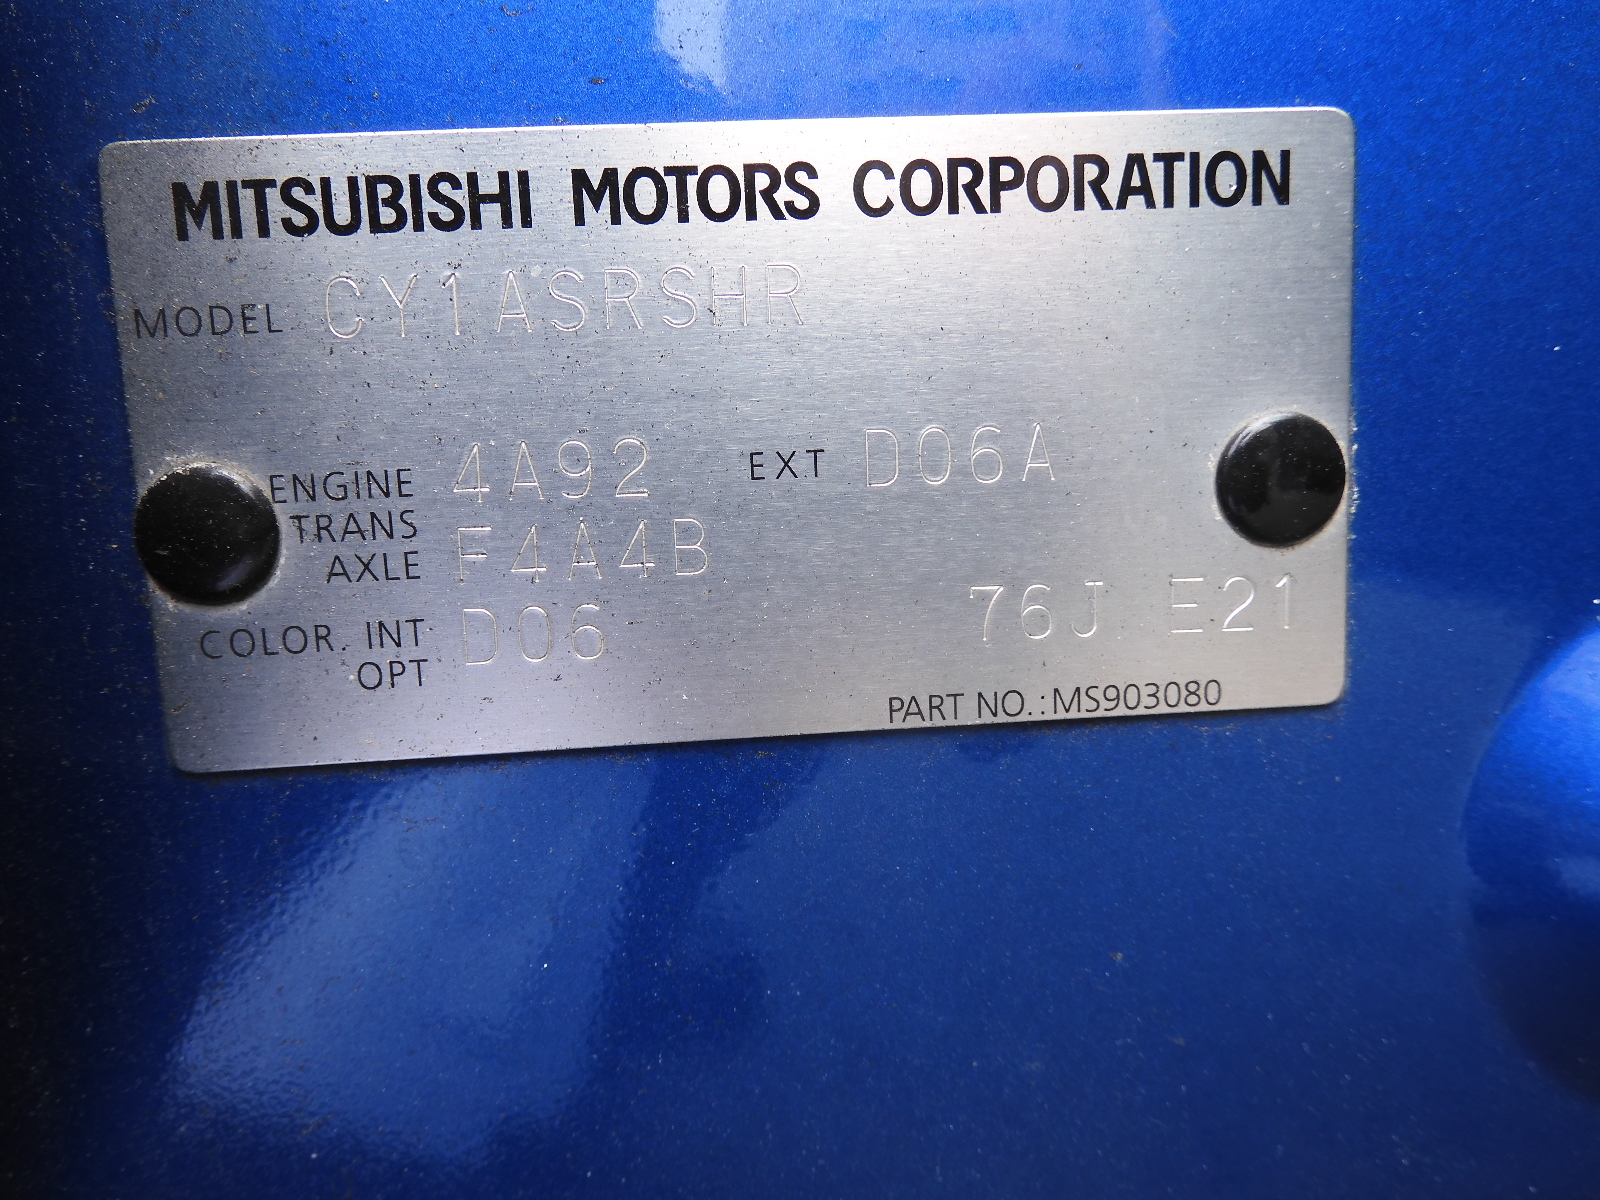 MITSUBISHI MOTORS CORPORATION
MODEL CY1ASRSHR
ENGINE 4A92 EXT D06A
TRANS
AXLE F4A4B
COLOR. INT D06 76J E21
OPT
PART NO.:MS903080